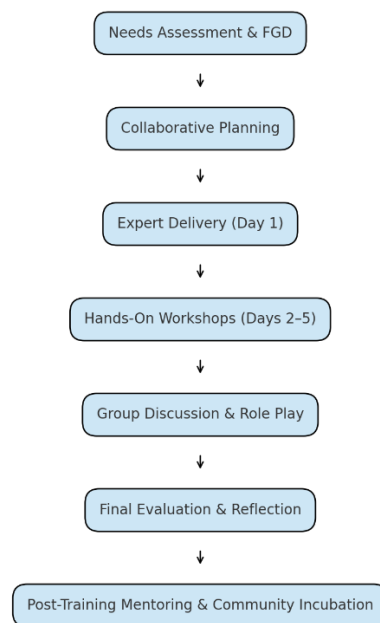 Needs Assessment & FGD
Collaborative Planning
Expert Delivery (Day 1)
Hands-On Workshops (Days 2–5)
Group Discussion & Role Play
Final Evaluation & Reflection
Post-Training Mentoring & Community Incubation